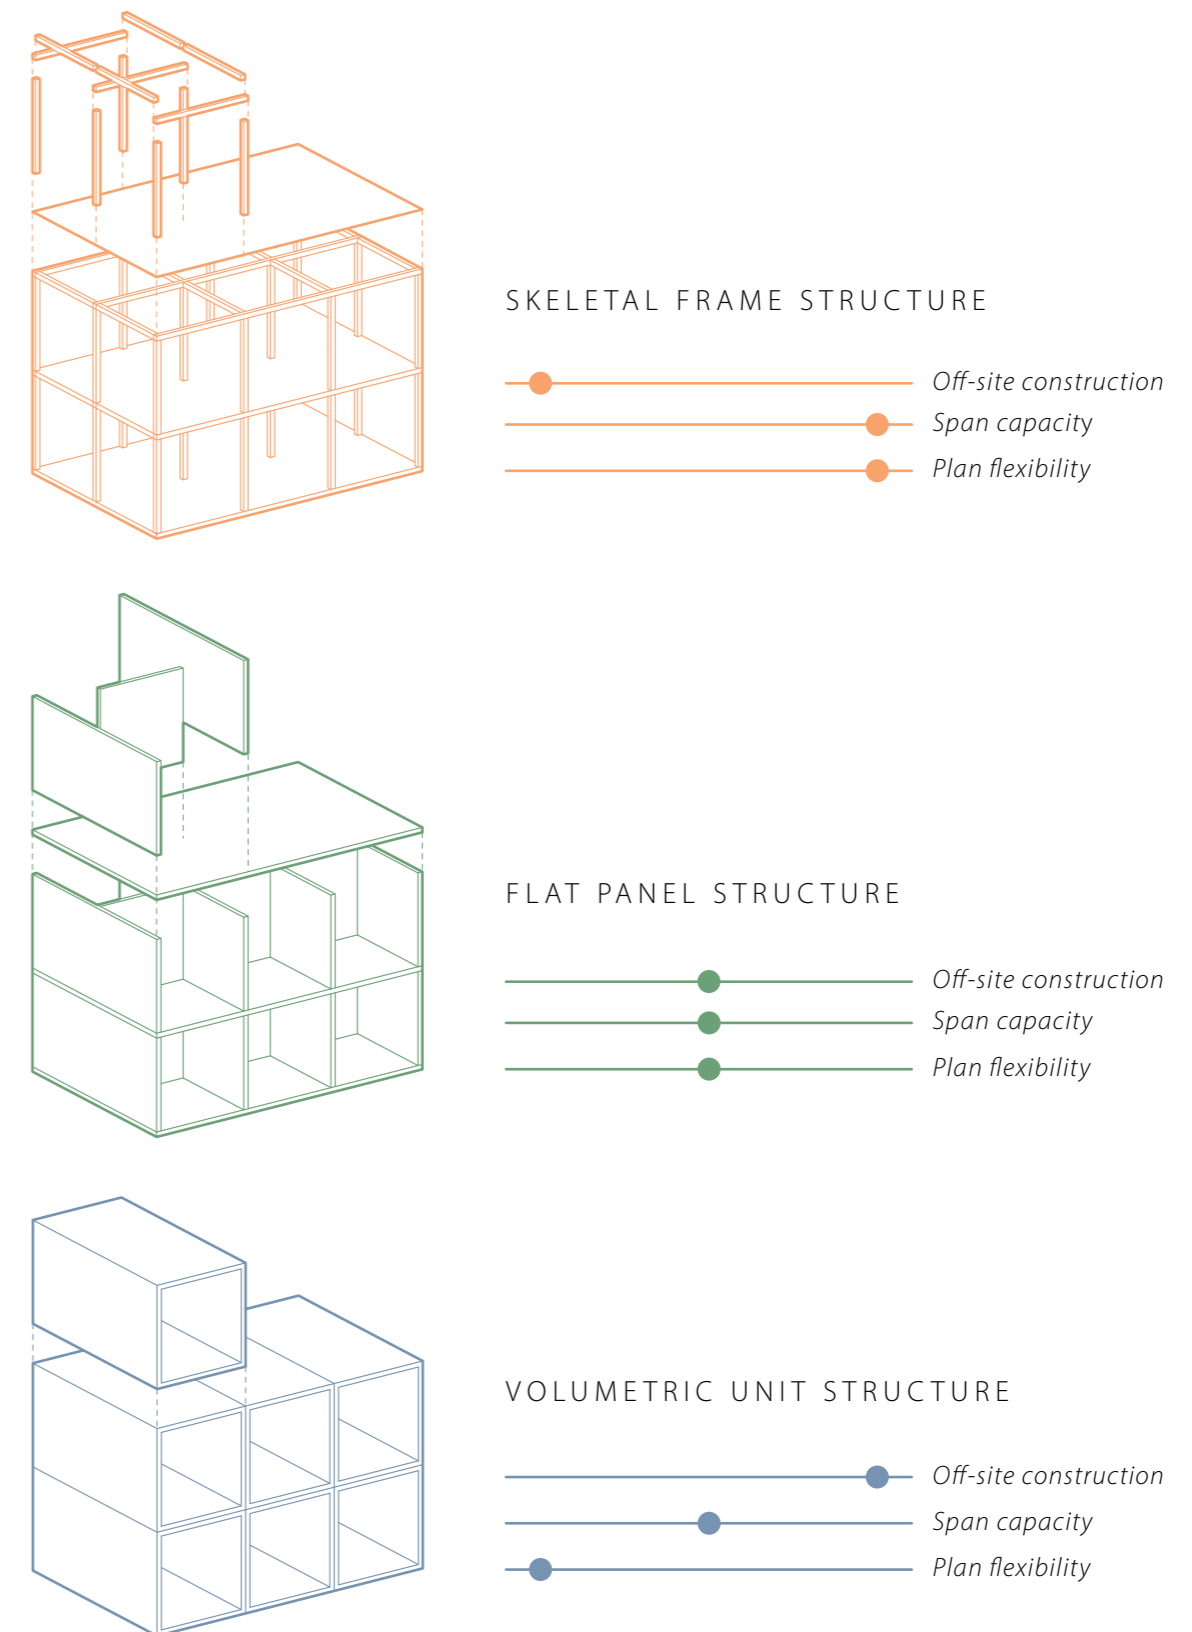 SKELETAL FRAME STRUCTURE
Off-site construction
Span capacity
Plan flexibility
FLAT PANEL STRUCTURE
Off-site construction
Span capacity
Plan flexibility
VOLUMETRIC UNIT STRUCTURE
Off-site construction
Span capacity
Plan flexibility